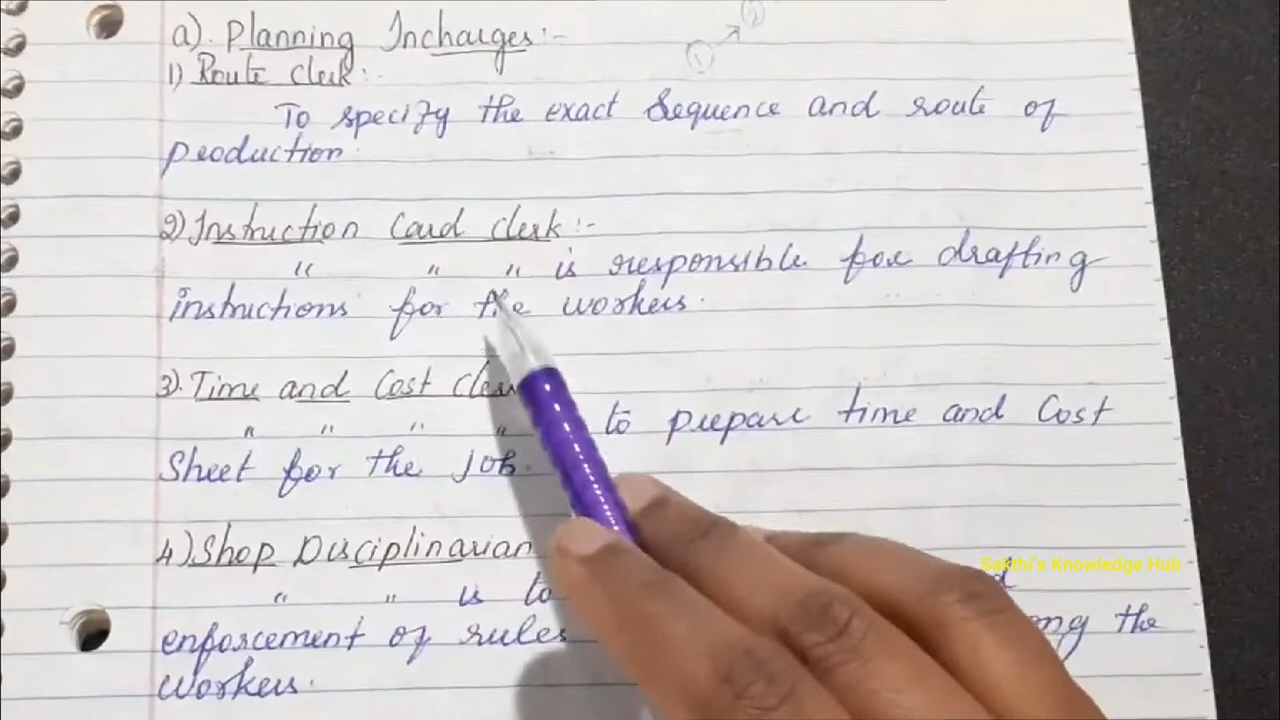 a). Planning Incharges:-
1) Route Clerk:-
To specify the exact Sequence and route of
production.
2) Instruction Card Clerk:-
" " " is responsible for drafting
instructions for the workers.
3). Time and Cost Clerk
" " " " to prepare time and Cost
Sheet for the job.
4) Shop Disciplinarian
" " is to
enforcement of rules the
workers.
Sakthi's Knowledge Hub